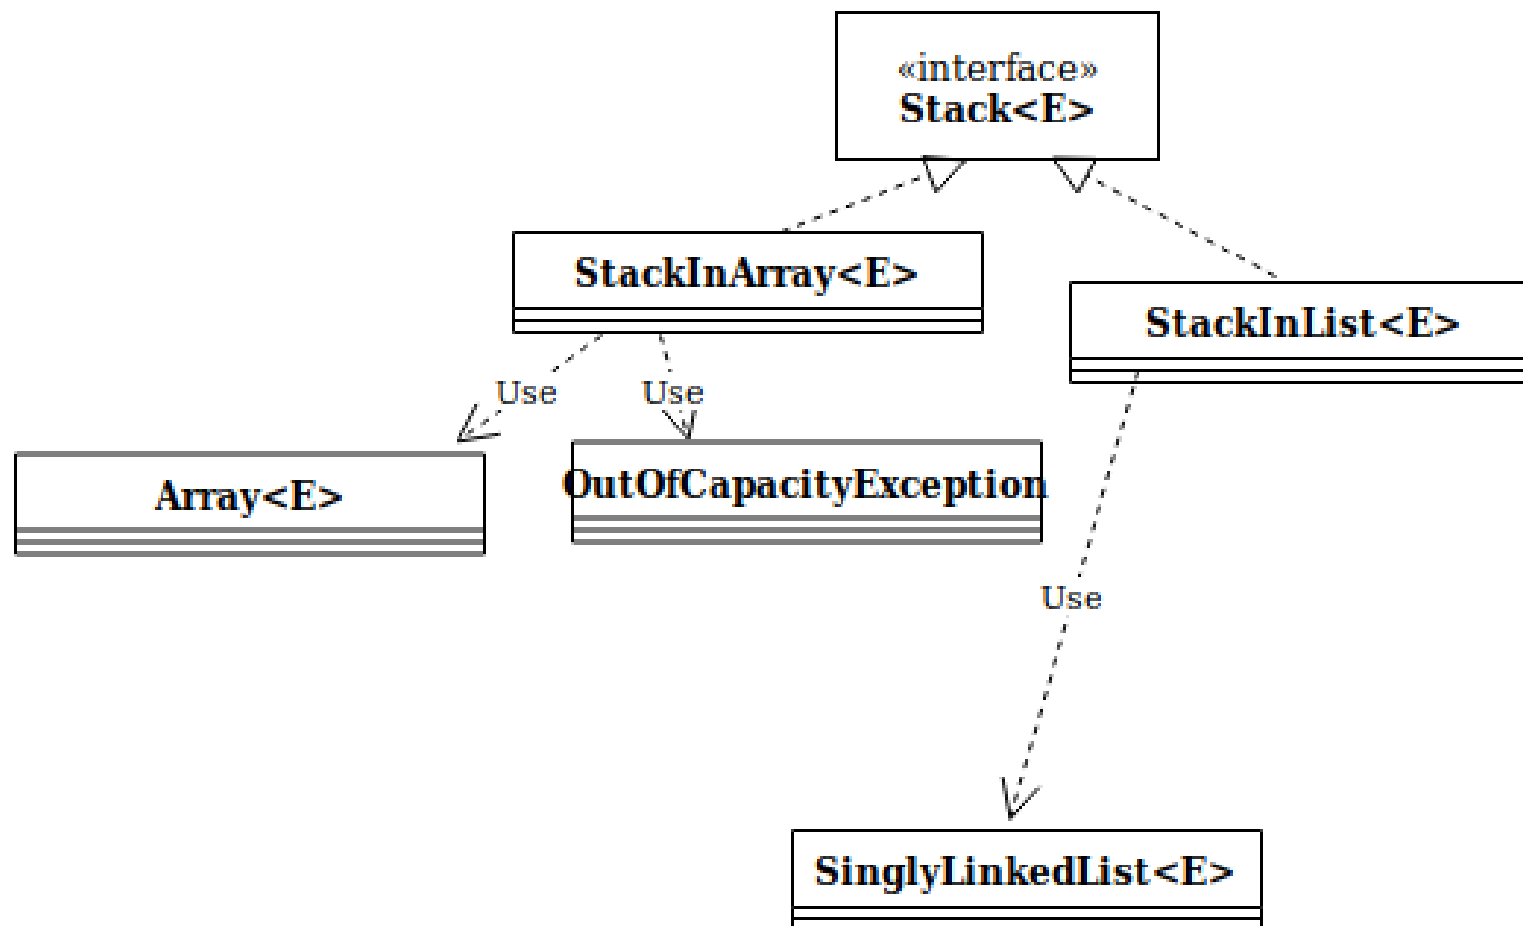 «interface»
Stack<E>
StackInArray<E>
StackInList<E>
Use
Use
Array<E>
OutOfCapacityException
Use
SinglyLinkedList<E>